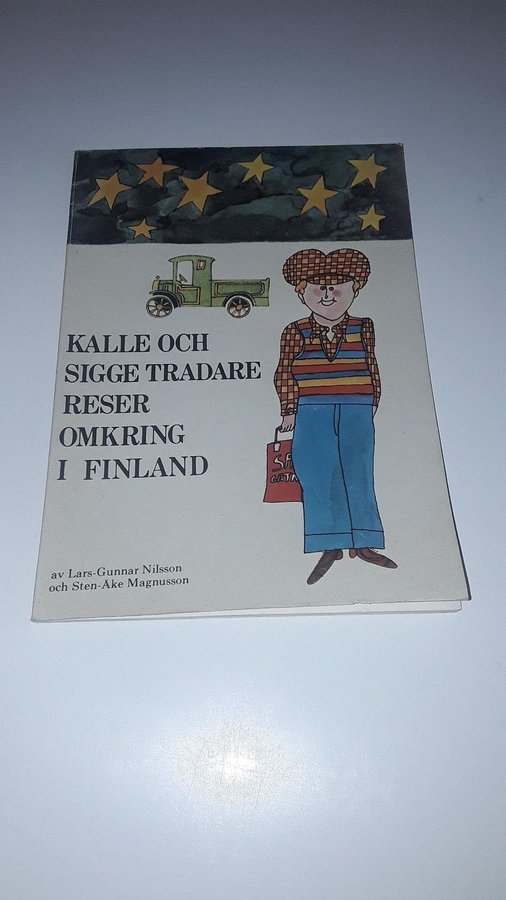 KALLE OCH
SIGGE TRADARE
RESER
OMKRING
I FINLAND
av Lars-Gunnar Nilsson
och Sten-Åke Magnusson